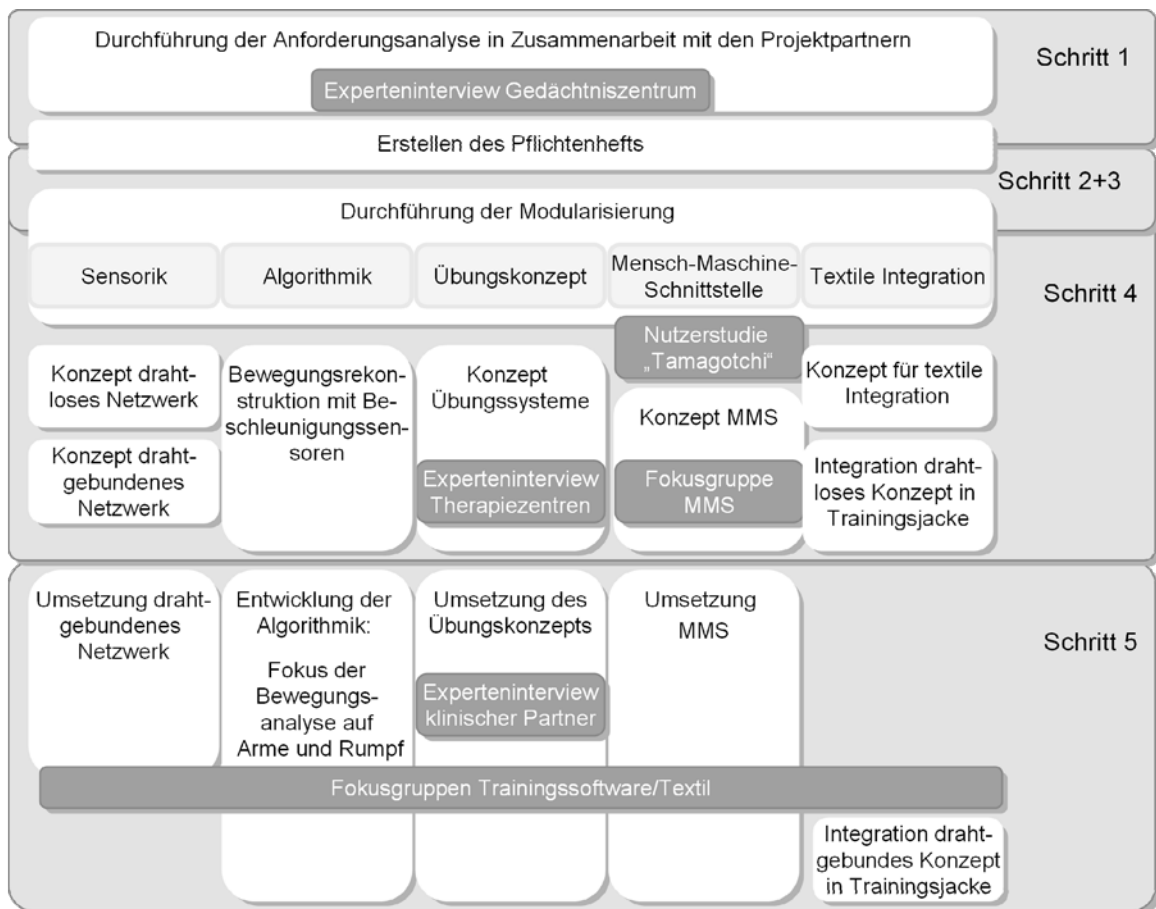 Durchführung der Anforderungsanalyse in Zusammenarbeit mit den Projektpartnern
Schritt 1
Experteninterview Gedächtniszentrum
Erstellen des Pflichtenhefts
Schritt 2+3
Durchführung der Modularisierung
Sensorik
Algorithmik
Übungskonzept
Mensch-Maschine-
Schnittstelle
Textile Integration
Schritt 4
Nutzerstudie
„Tamagotchi“
Konzept draht-
loses Netzwerk
Konzept draht-
gebundenes
Netzwerk
Bewegungsrekon-
struktion mit Be-
schleunigungssen-
soren
Konzept
Übungssysteme
Experteninterview
Therapiezentren
Konzept MMS
Fokusgruppe
MMS
Konzept für textile
Integration
Integration draht-
loses Konzept in
Trainingsjacke
Umsetzung draht-
gebundenes
Netzwerk
Entwicklung der
Algorithmik:
Fokus der
Bewegungs-
analyse auf
Arme und Rumpf
Umsetzung des
Übungskonzepts
Experteninterview
klinischer Partner
Umsetzung
MMS
Schritt 5
Fokusgruppen Trainingssoftware/Textil
Integration draht-
gebundes Konzept
in Trainingsjacke